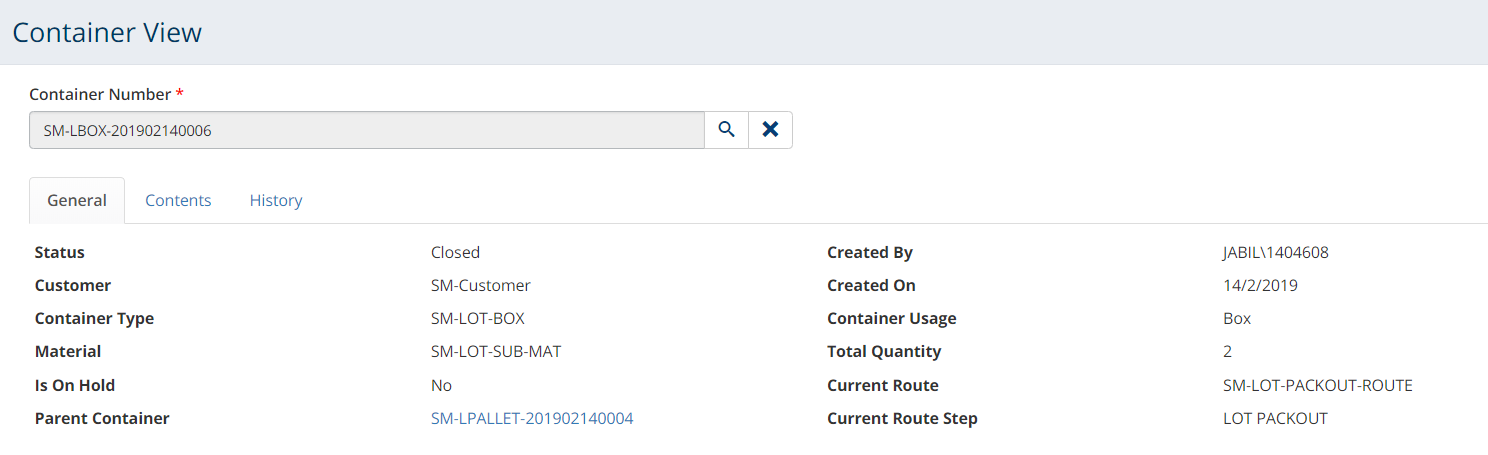 Container View
Container Number *
SM-LBOX-201902140006
General Contents History
Status Closed Created By JABIL\1404608
Customer SM-Customer Created On 14/2/2019
Container Type SM-LOT-BOX Container Usage Box
Material SM-LOT-SUB-MAT Total Quantity 2
Is On Hold No Current Route SM-LOT-PACKOUT-ROUTE
Parent Container SM-LPALLET-201902140004 Current Route Step LOT PACKOUT